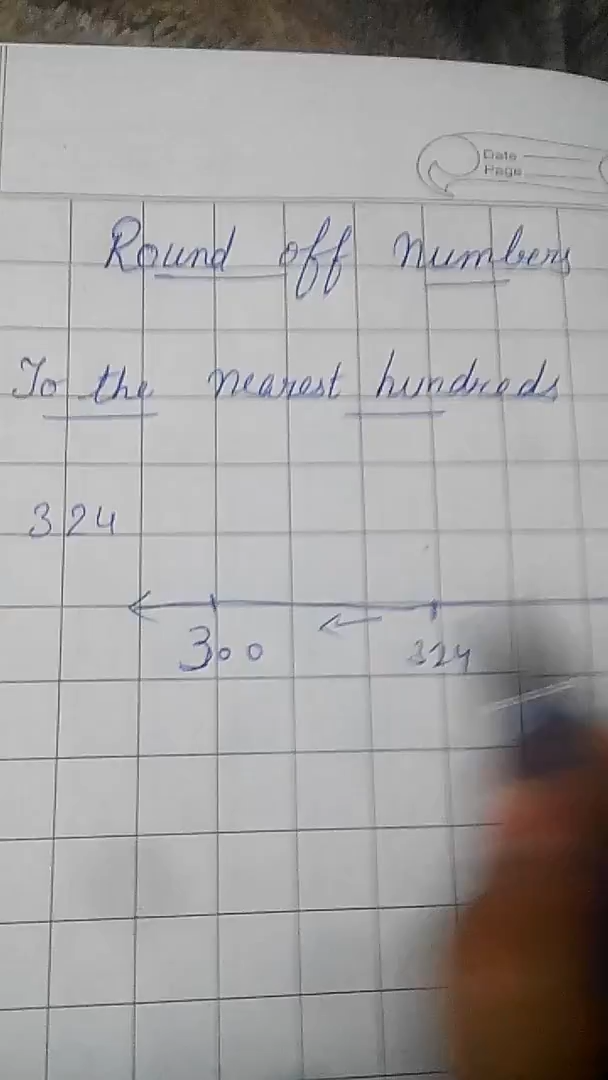 Date
Page
Round off numbers
To the nearest hundreds
324
300 324